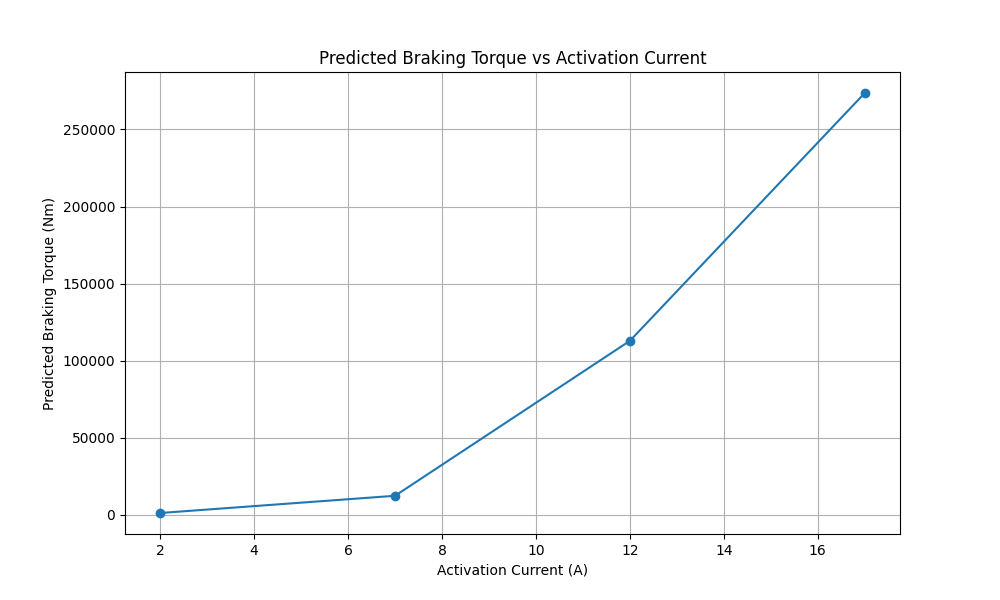 Predicted Braking Torque vs Activation Current
Predicted Braking Torque (Nm)
250000
200000
150000
100000
50000
0
2 4 6 8 10 12 14 16
Activation Current (A)